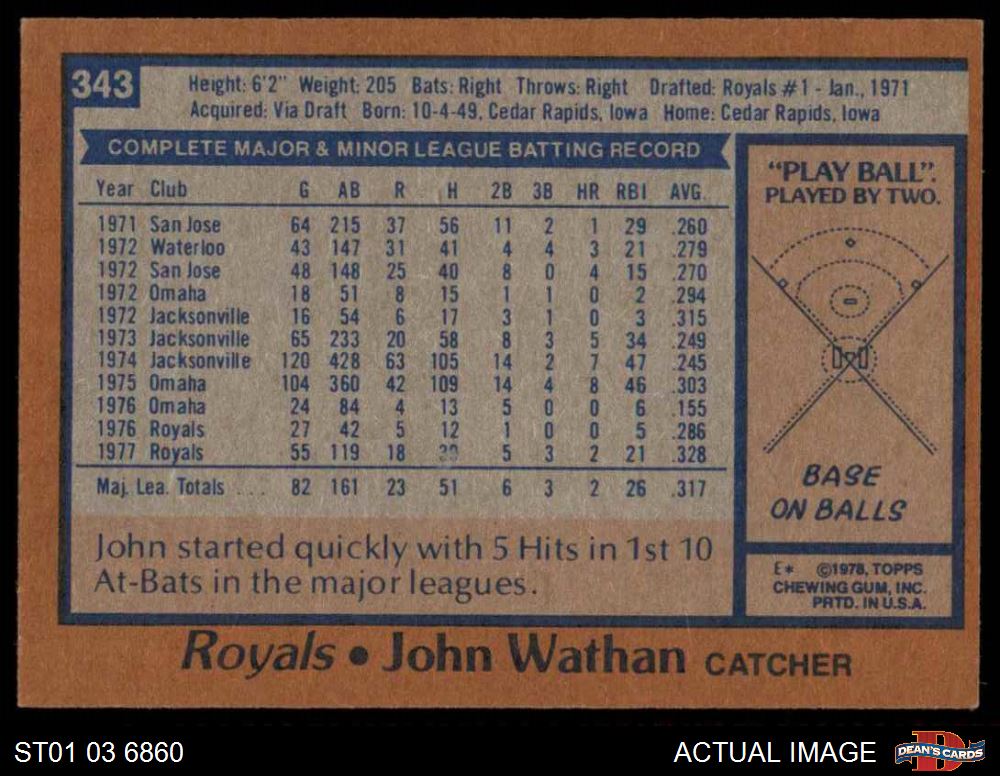 343
Height: 6'2" Weight: 205 Bats: Right Throws: Right Drafted: Royals #1 - Jan., 1971
Acquired: Via Draft Born: 10-4-49, Cedar Rapids, Iowa Home: Cedar Rapids, Iowa
COMPLETE MAJOR & MINOR LEAGUE BATTING RECORD
Year Club G AB R H 2B 3B HR RBI AVG.
1971 San Jose 64 215 37 56 11 2 1 29 .260
1972 Waterloo 43 147 31 41 4 4 3 21 .279
1972 San Jose 48 148 25 40 8 0 4 15 .270
1972 Omaha 18 51 8 15 1 1 0 2 .294
1972 Jacksonville 16 54 6 17 3 1 0 3 .315
1973 Jacksonville 65 233 20 58 8 3 5 34 .249
1974 Jacksonville 120 428 63 105 14 2 7 47 .245
1975 Omaha 104 360 42 109 14 4 8 46 .303
1976 Omaha 24 84 4 13 5 0 0 6 .155
1976 Royals 27 42 5 12 1 0 0 5 .286
1977 Royals 55 119 18 39 5 3 2 21 .328
Maj. Lea. Totals ... 82 161 23 51 6 3 2 26 .317
John started quickly with 5 Hits in 1st 10
At-Bats in the major leagues.
"PLAY BALL".
PLAYED BY TWO.
BASE
ON BALLS
E* ©1978, TOPPS
CHEWING GUM, INC.
PRTD. IN U.S.A.
Royals • John Wathan CATCHER
ST01 03 6860
ACTUAL IMAGE
D
DEAN'S CARDS